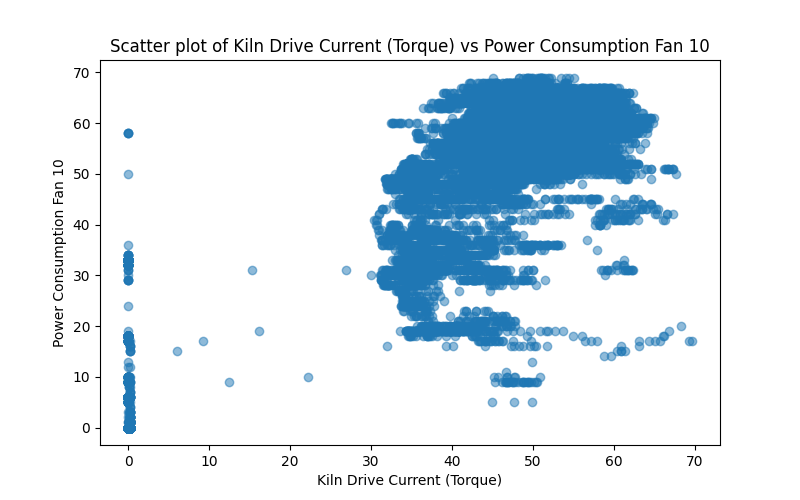 Scatter plot of Kiln Drive Current (Torque) vs Power Consumption Fan 10
70
60
50
40
30
20
10
0
Power Consumption Fan 10
0 10 20 30 40 50 60 70
Kiln Drive Current (Torque)